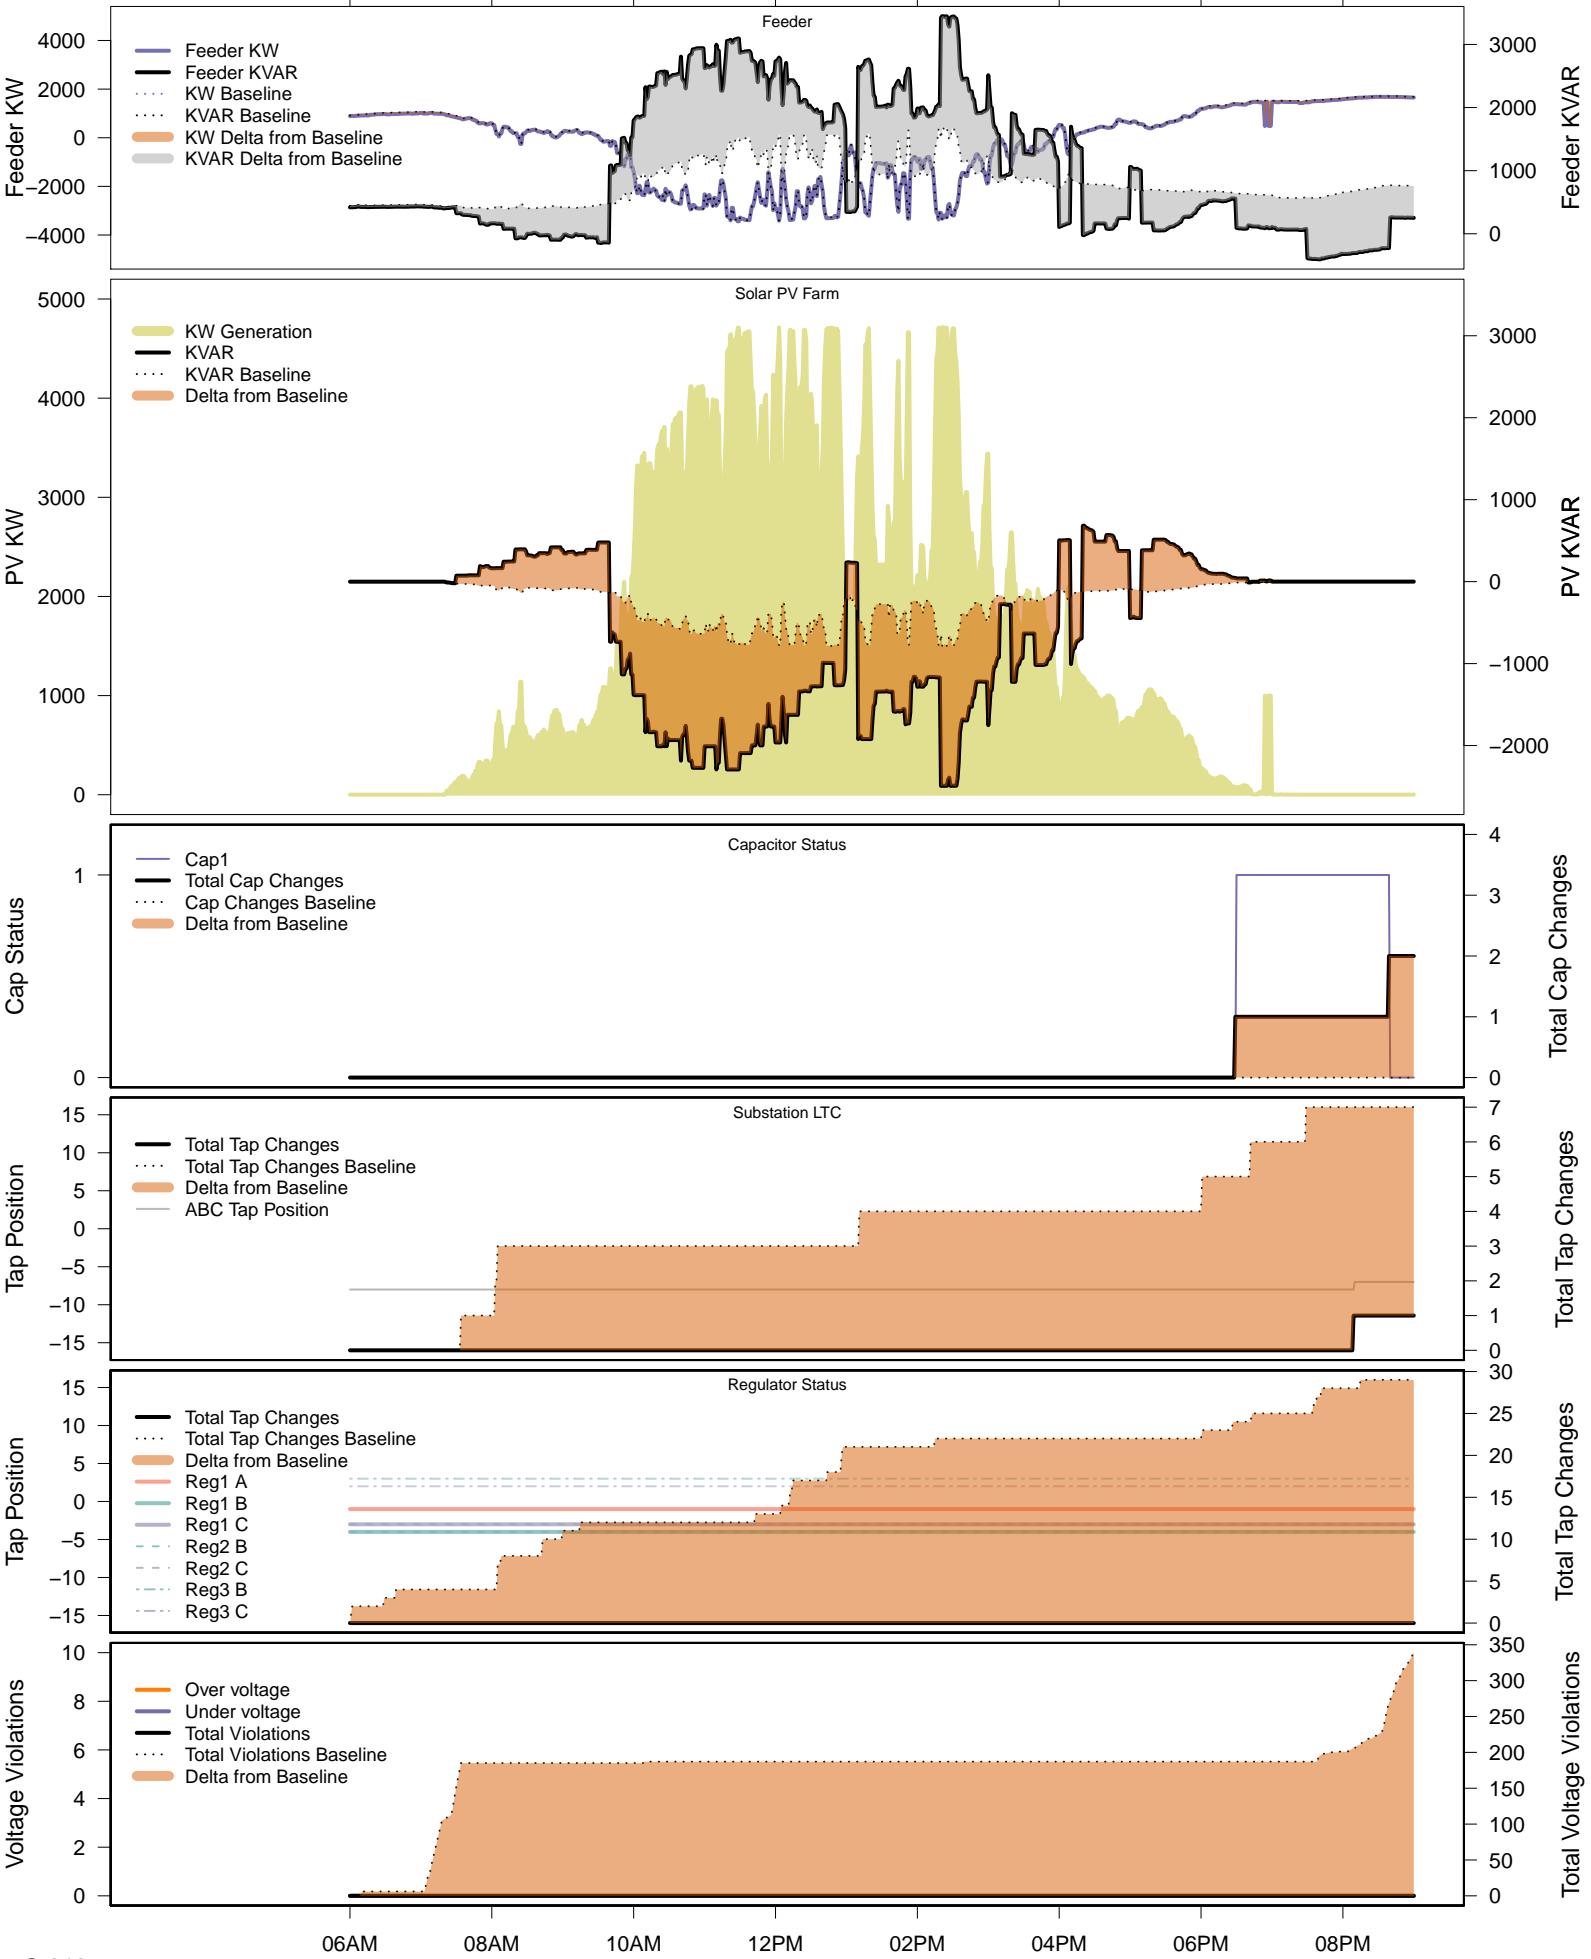 Feeder
Feeder KW
Feeder KVAR
4000
2000
0
−2000
−4000
3000
2000
1000
0
Feeder KW
Feeder KVAR
KW Baseline
KVAR Baseline
KW Delta from Baseline
KVAR Delta from Baseline
Solar PV Farm
PV KW
PV KVAR
5000
4000
3000
2000
1000
0
3000
2000
1000
0
−1000
−2000
KW Generation
KVAR
KVAR Baseline
Delta from Baseline
Capacitor Status
Cap Status
Total Cap Changes
1
0
4
3
2
1
0
Cap1
Total Cap Changes
Cap Changes Baseline
Delta from Baseline
Substation LTC
Tap Position
Total Tap Changes
15
10
5
0
−5
−10
−15
7
6
5
4
3
2
1
0
Total Tap Changes
Total Tap Changes Baseline
Delta from Baseline
ABC Tap Position
Regulator Status
Tap Position
Total Tap Changes
15
10
5
0
−5
−10
−15
30
25
20
15
10
5
0
Total Tap Changes
Total Tap Changes Baseline
Delta from Baseline
Reg1 A
Reg1 B
Reg1 C
Reg2 B
Reg2 C
Reg3 B
Reg3 C
Voltage Violations
Total Voltage Violations
10
8
6
4
2
0
350
300
250
200
150
100
50
0
Over voltage
Under voltage
Total Violations
Total Violations Baseline
Delta from Baseline
06AM
08AM
10AM
12PM
02PM
04PM
06PM
08PM